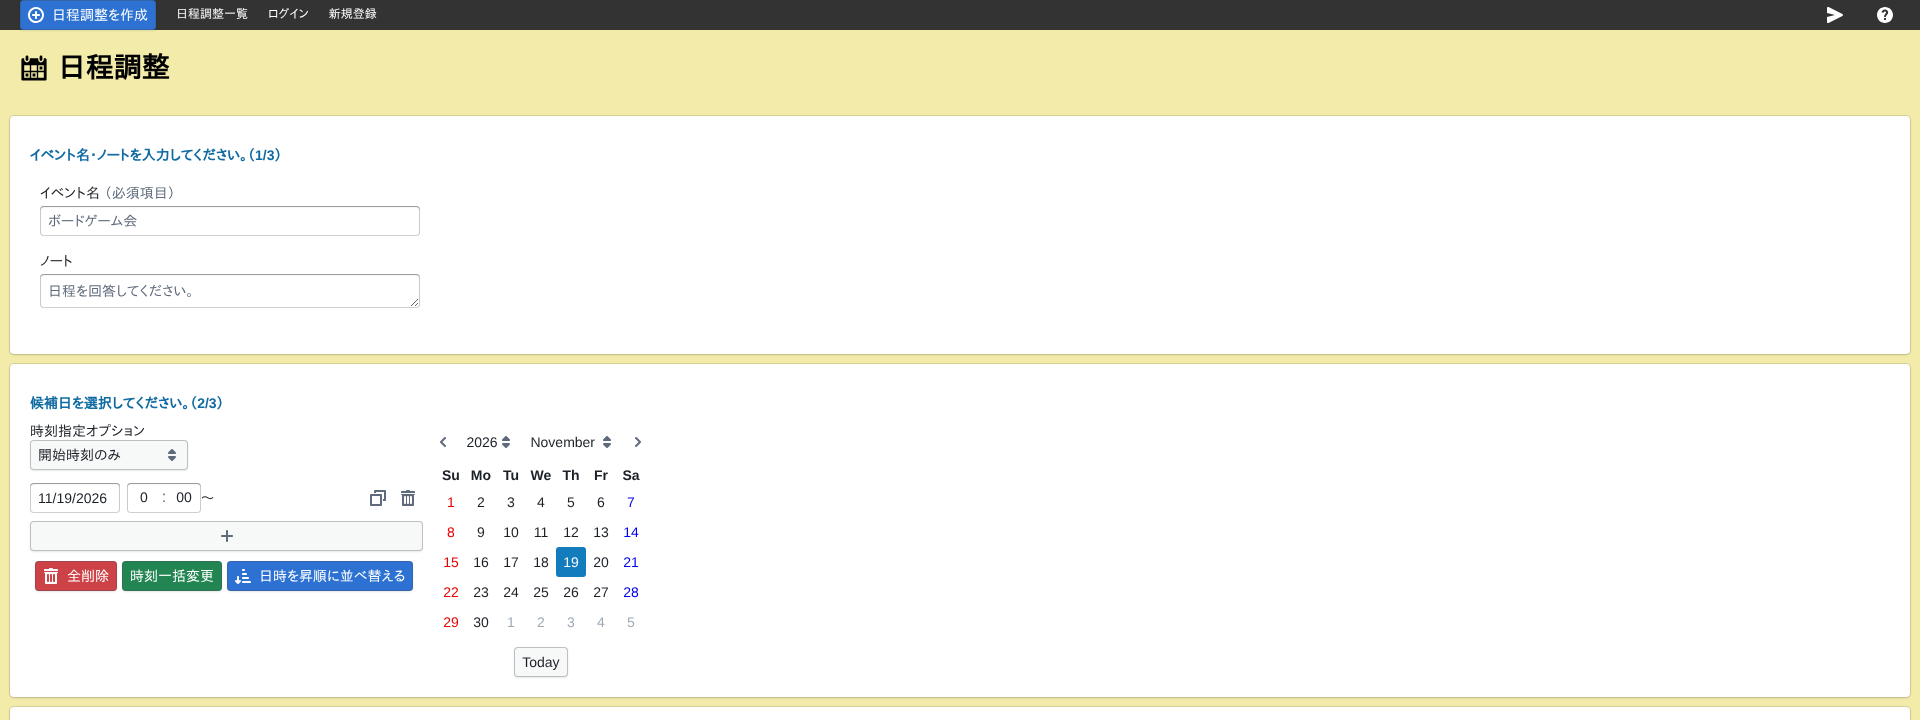 日程調整を作成 日程調整一覧 ログイン 新規登録
日程調整
イベント名・ノートを入力してください。（1/3）
イベント名（必須項目）
ボードゲーム会
ノート
日程を回答してください。
候補日を選択してください。（2/3）
時刻指定オプション
開始時刻のみ
11/19/2026 0 : 00 ～
+
全削除 時刻一括変更 日時を昇順に並べ替える
2026 November
Su Mo Tu We Th Fr Sa
1 2 3 4 5 6 7
8 9 10 11 12 13 14
15 16 17 18 19 20 21
22 23 24 25 26 27 28
29 30 1 2 3 4 5
Today